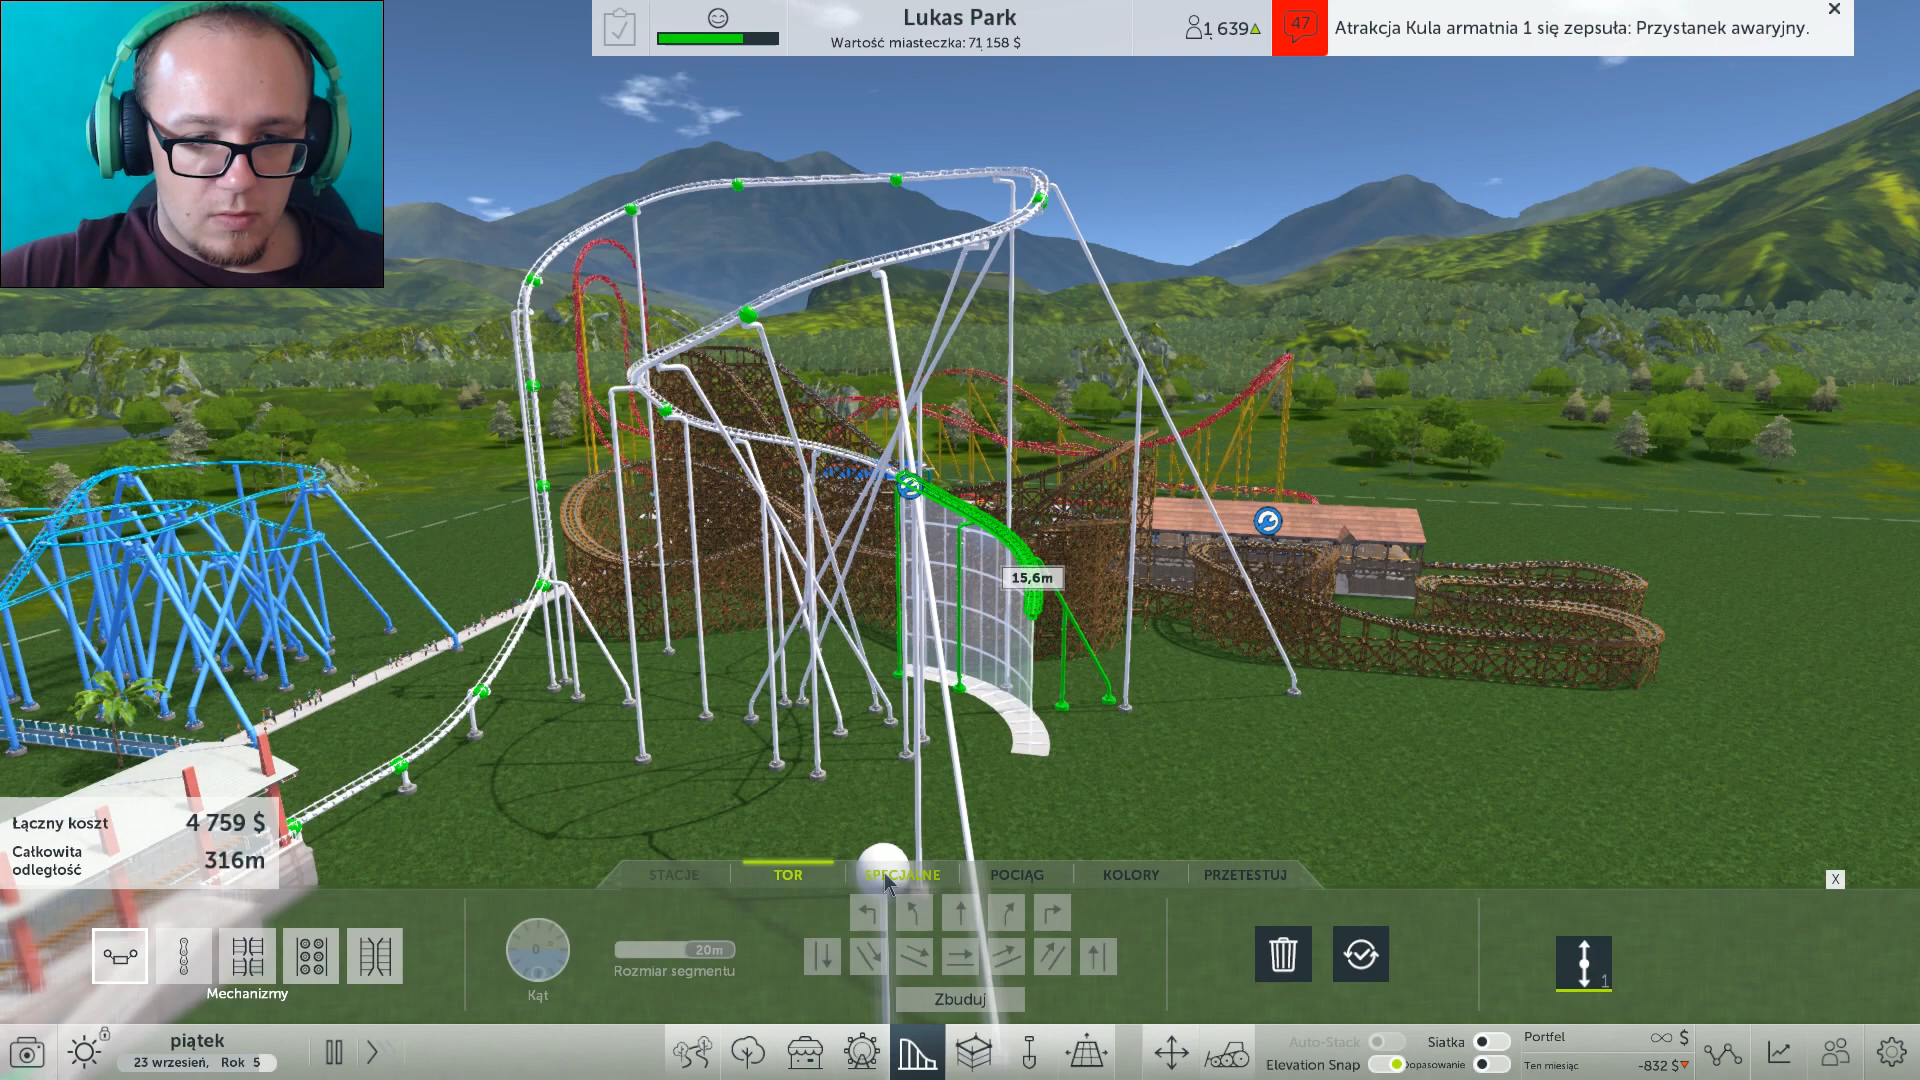 Lukas Park
Wartość miasteczka: 71 158 $
1 639
47
Atrakcja Kula armatnia 1 się zepsuła: Przystanek awaryjny.
15,6m
Łączny koszt
4 759 $
Całkowita odległość
316m
STACJE
TOR
SPECJALNE
POCIĄG
KOLORY
PRZETESTUJ
X
Mechanizmy
0
Kąt
20m
Rozmiar segmentu
Zbuduj
1
piątek
23 wrzesień, Rok 5
Auto-Stack
Siatka
Elevation Snap
Dopasowanie
Portfel
∞ $
Ten miesiąc
-832 $